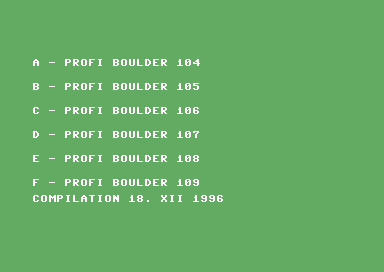 A - PROFI BOULDER 104
B - PROFI BOULDER 105
C - PROFI BOULDER 106
D - PROFI BOULDER 107
E - PROFI BOULDER 108
F - PROFI BOULDER 109
COMPILATION 18. XII 1996